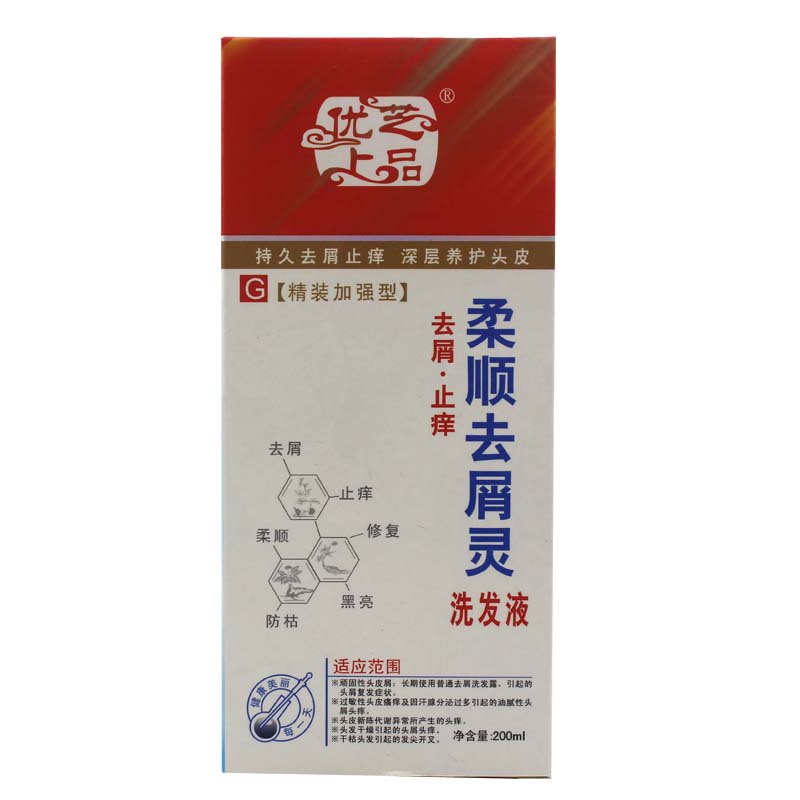 优芝
上品
®
持久去屑止痒 深层养护头皮
G【精装加强型】
柔顺去屑灵
去屑·止痒
洗发液
去屑
止痒
柔顺
修复
黑亮
防枯
健康美丽
每一天
适应范围
※顽固性头皮屑：长期使用普通去屑洗发露，引起的
头屑复发症状。
※过敏性头皮瘙痒及因汗腺分泌过多引起的油腻性头
屑头痒。
※头皮新陈代谢异常所产生的头痒。
※头发干燥引起的头屑头痒。
※干枯头发引起的发尖开叉。
净含量:200ml